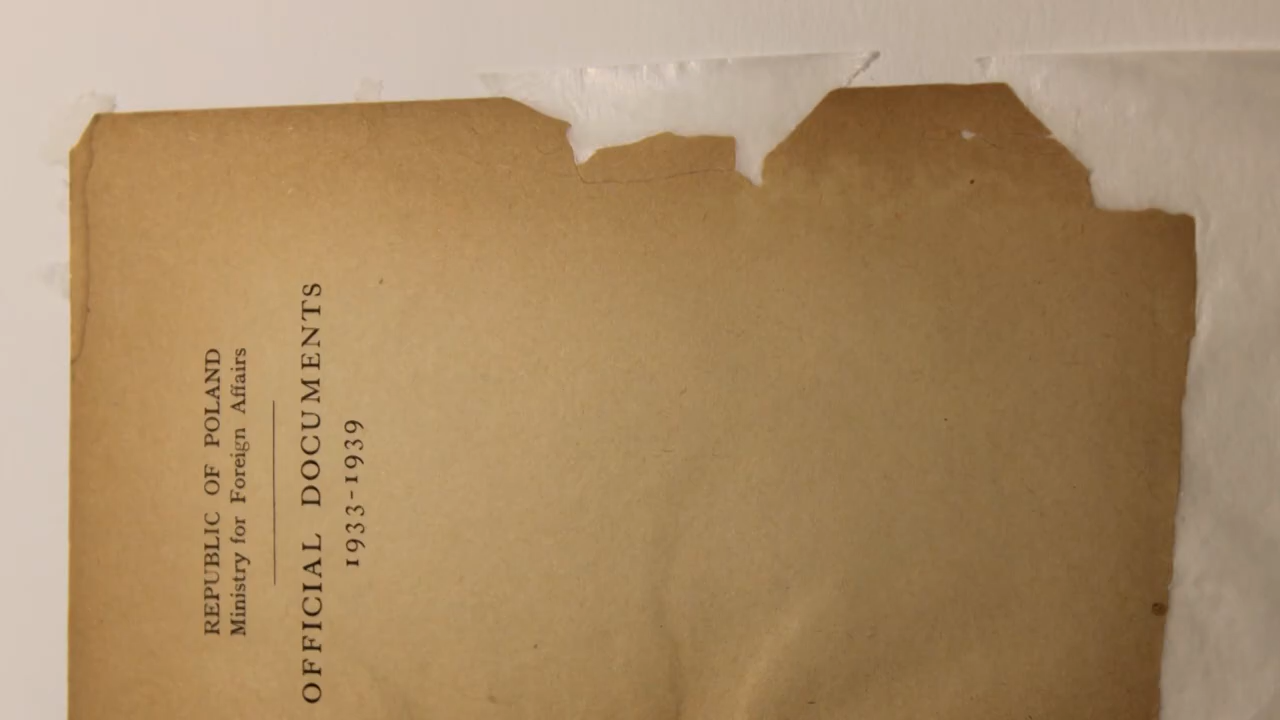 REPUBLIC OF POLAND
Ministry for Foreign Affairs
OFFICIAL DOCUMENTS
1933-1939